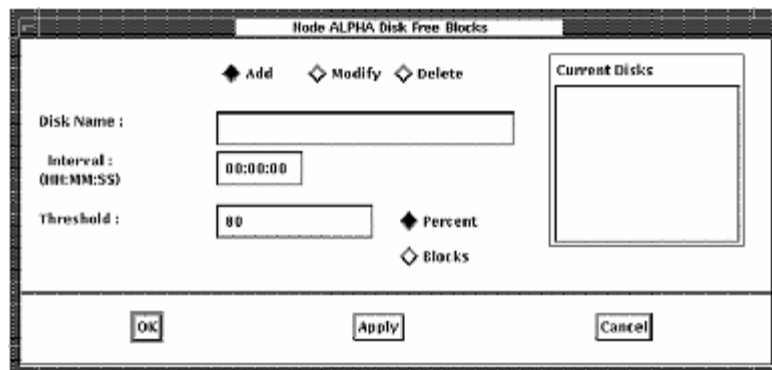 Node ALPHA Disk Free Blocks
Add Modify Delete
Current Disks
Disk Name :
Interval :
(HH:MM:SS)
00:00:00
Threshold :
80
Percent
Blocks
OK Apply Cancel